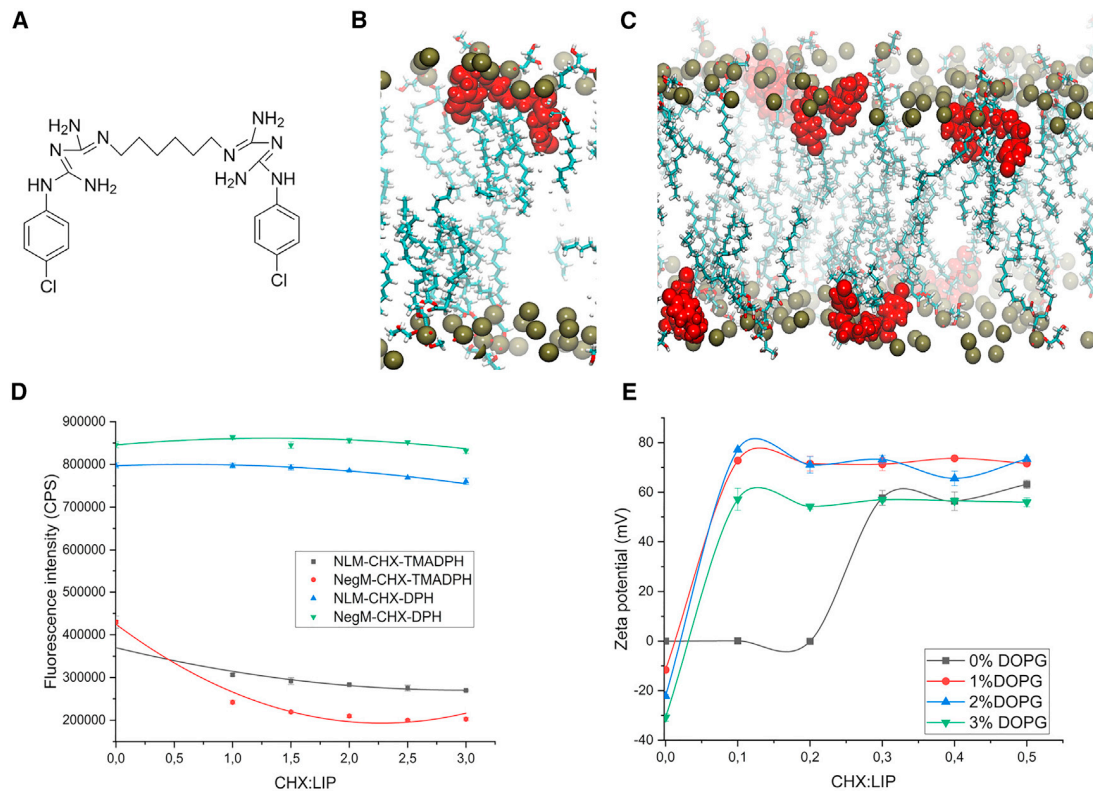 A
B
C
H2N
N
N
N
HN
NH2
Cl
NH2
N
N
H2N
NH
Cl
D
Fluorescence intensity (CPS)
900000
800000
700000
600000
500000
400000
300000
200000
NLM-CHX-TMADPH
NegM-CHX-TMADPH
NLM-CHX-DPH
NegM-CHX-DPH
0,0 0,5 1,0 1,5 2,0 2,5 3,0
CHX:LIP
E
Zeta potential (mV)
80
60
40
20
0
-20
-40
0% DOPG
1%DOPG
2%DOPG
3% DOPG
0,0 0,1 0,2 0,3 0,4 0,5
CHX:LIP